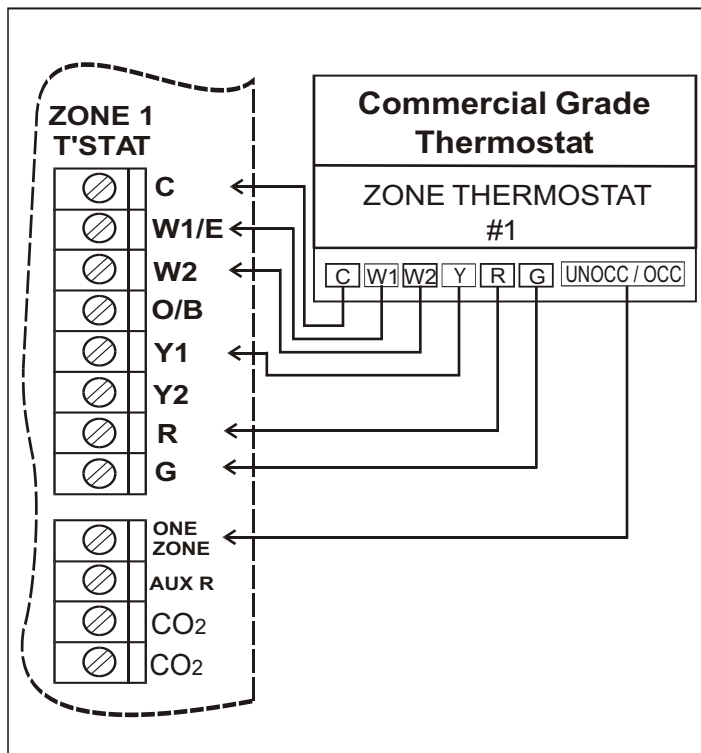 ZONE 1
T'STAT
C
W1/E
W2
O/B
Y1
Y2
R
G
ONE
ZONE
AUX R
CO2
CO2
Commercial Grade
Thermostat
ZONE THERMOSTAT
#1
C W1 W2 Y R G UNOCC / OCC